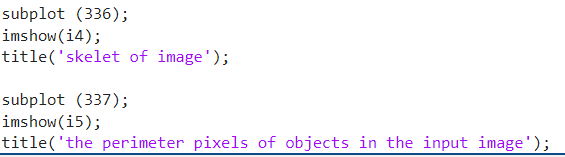 subplot (336);
imshow(i4);
title('skelet of image');
subplot (337);
imshow(i5);
title('the perimeter pixels of objects in the input image');